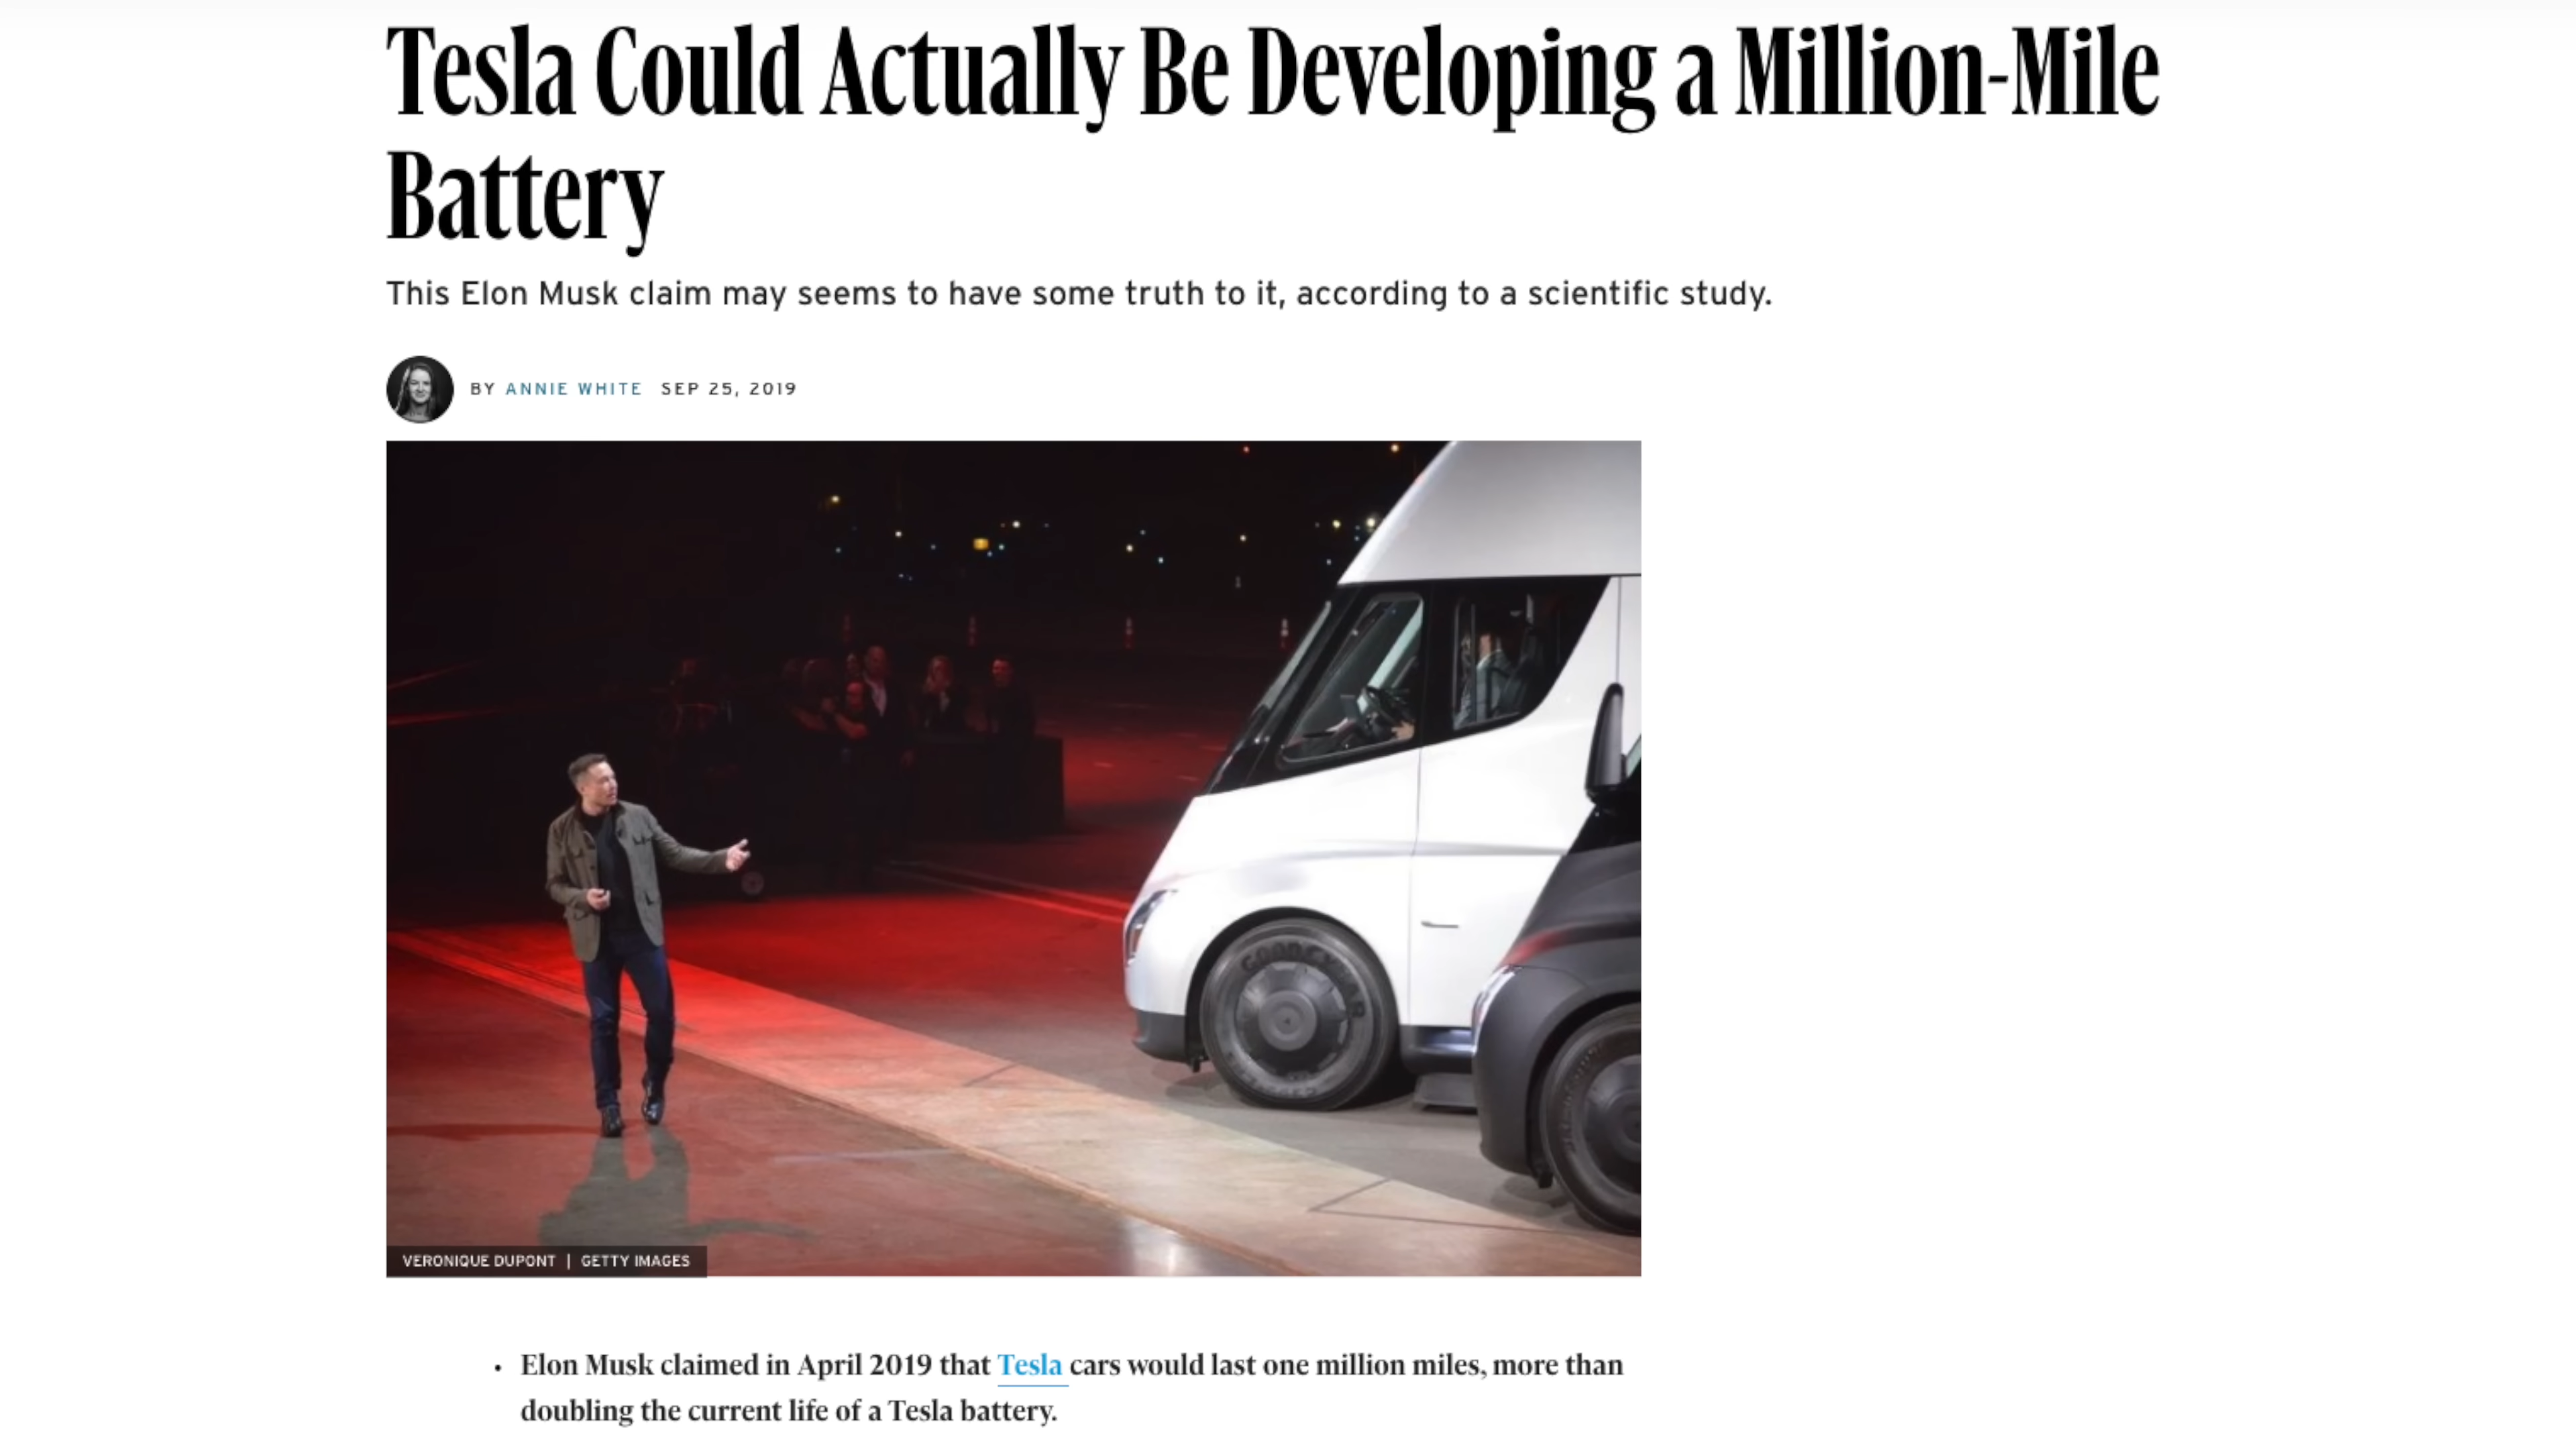 Tesla Could Actually Be Developing a Million-Mile
Battery
This Elon Musk claim may seems to have some truth to it, according to a scientific study.
BY ANNIE WHITE SEP 25, 2019
GOODYEAR
VERONIQUE DUPONT | GETTY IMAGES
• Elon Musk claimed in April 2019 that Tesla cars would last one million miles, more than
doubling the current life of a Tesla battery.